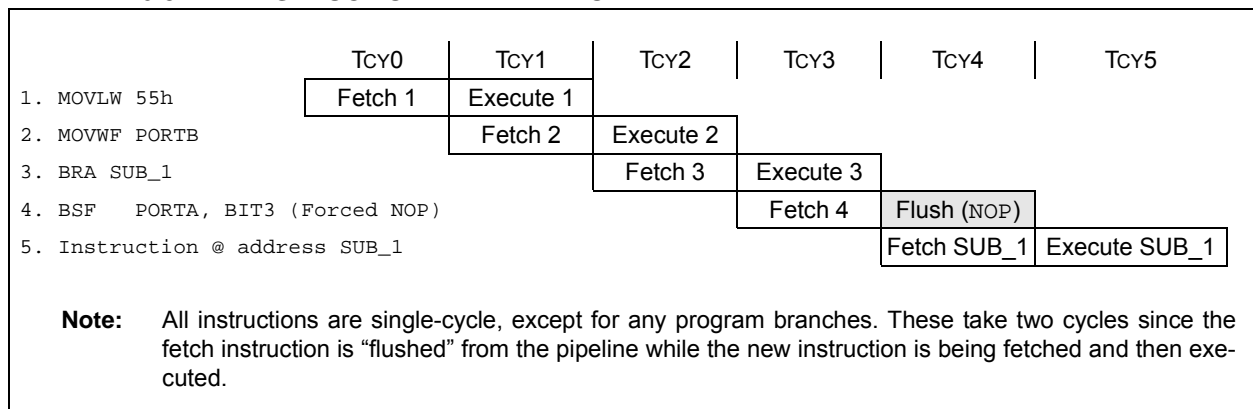 TCY0 TCY1 TCY2 TCY3 TCY4 TCY5
1. MOVLW 55h Fetch 1 Execute 1
2. MOVWF PORTB Fetch 2 Execute 2
3. BRA SUB_1 Fetch 3 Execute 3
4. BSF PORTA, BIT3 (Forced NOP) Fetch 4 Flush (NOP)
5. Instruction @ address SUB_1 Fetch SUB_1 Execute SUB_1
Note: All instructions are single-cycle, except for any program branches. These take two cycles since the
fetch instruction is “flushed” from the pipeline while the new instruction is being fetched and then exe-
cuted.